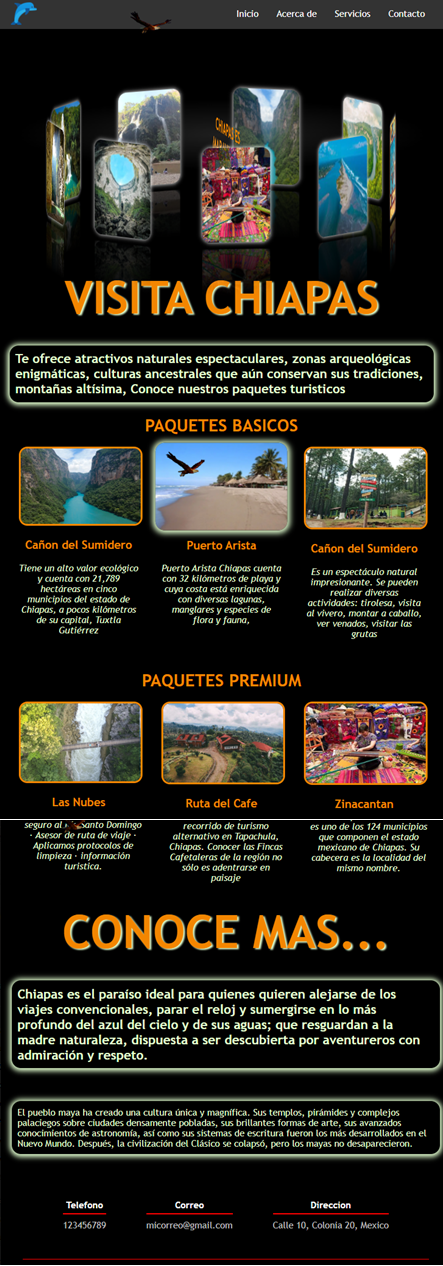 Inicio Acerca de Servicios Contacto
CHIAPAS ES
VISITA CHIAPAS
Te ofrece atractivos naturales espectaculares, zonas arqueológicas
enigmáticas, culturas ancestrales que aún conservan sus tradiciones,
montañas altísima, Conoce nuestros paquetes turisticos
PAQUETES BASICOS
Cañon del Sumidero
Tiene un alto valor ecológico
y cuenta con 21,789
hectáreas en cinco
municipios del estado de
Chiapas, a pocos kilómetros
de su capital, Tuxtla
Gutiérrez
Puerto Arista
Puerto Arista Chiapas cuenta
con 32 kilómetros de playa y
cuya costa está enriquecida
con diversas lagunas,
manglares y especies de
flora y fauna,
Cañon del Sumidero
Es un espectáculo natural
impresionante. Se pueden
realizar diversas
actividades: tirolesa, visita
al vivero, montar a caballo,
ver venados, visitar las
grutas
PAQUETES PREMIUM
Las Nubes
seguro al Santo Domingo
· Asesor de ruta de viaje ·
Aplicamos protocolos de
limpieza · Información
turística.
Ruta del Cafe
recorrido de turismo
alternativo en Tapachula,
Chiapas. Conocer las Fincas
Cafetaleras de la región no
sólo es adentrarse en
paisaje
Zinacantan
es uno de los 124 municipios
que componen el estado
mexicano de Chiapas. Su
cabecera es la localidad del
mismo nombre.
CONOCE MAS...
Chiapas es el paraíso ideal para quienes quieren alejarse de los
viajes convencionales, parar el reloj y sumergirse en lo más
profundo del azul del cielo y de sus aguas; que resguardan a la
madre naturaleza, dispuesta a ser descubierta por aventureros con
admiración y respeto.
El pueblo maya ha creado una cultura única y magnífica. Sus templos, pirámides y complejos
palaciegos sobre ciudades densamente pobladas, sus brillantes formas de arte, sus avanzados
conocimientos de astronomía, así como sus sistemas de escritura fueron los más desarrollados en el
Nuevo Mundo. Después, la civilización del Clásico se colapsó, pero los mayas no desaparecieron.
Telefono Correo Direccion
123456789 micorreo@gmail.com Calle 10, Colonia 20, Mexico